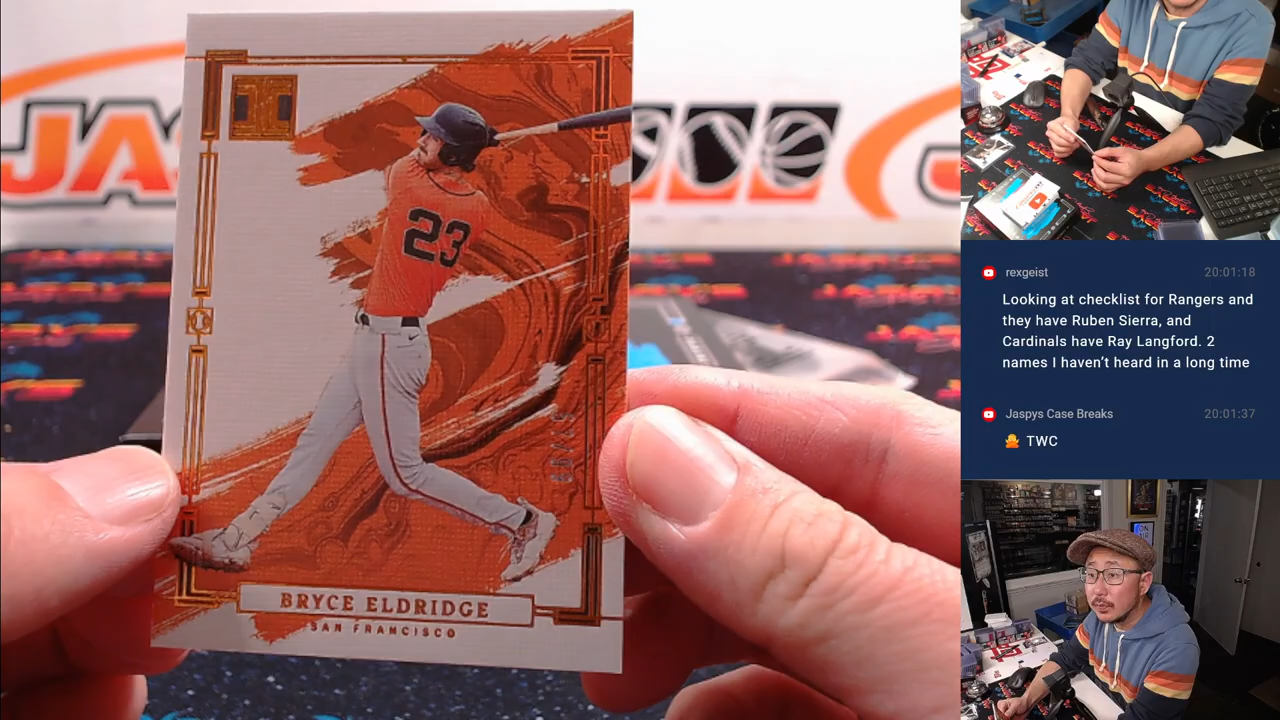 JAS
23
BRYCE ELDRIDGE
SAN FRANCISCO
rexgeist 20:01:18
Looking at checklist for Rangers and
they have Ruben Sierra, and
Cardinals have Ray Langford. 2
names I haven't heard in a long time
Jaspys Case Breaks 20:01:37
TWC